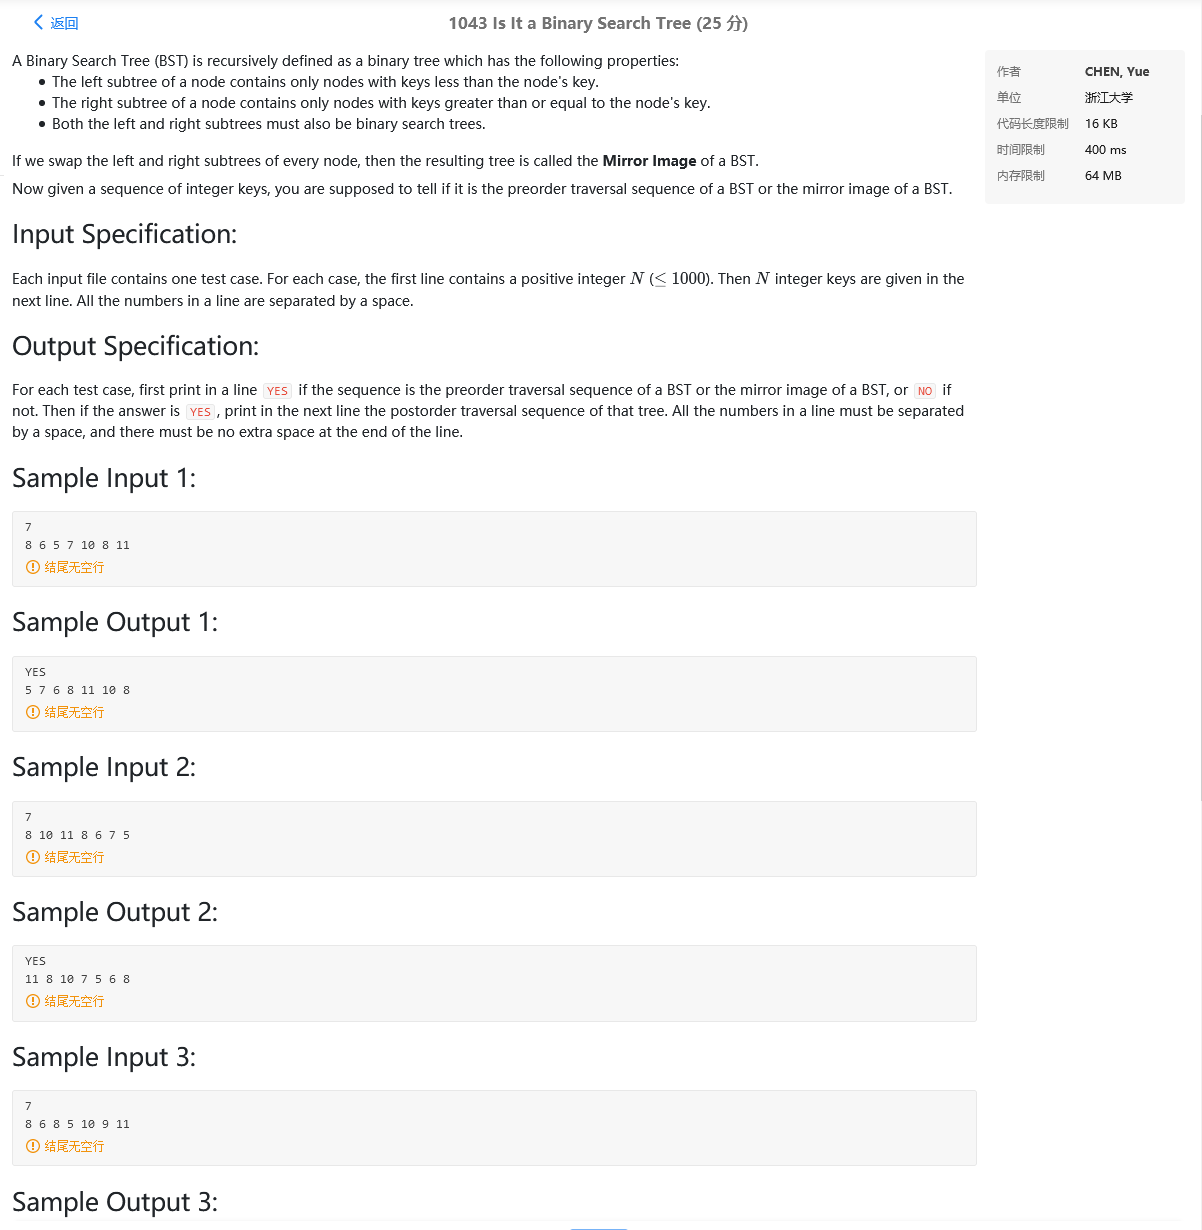 返回
1043 Is It a Binary Search Tree (25 分)
A Binary Search Tree (BST) is recursively defined as a binary tree which has the following properties:
• The left subtree of a node contains only nodes with keys less than the node's key.
• The right subtree of a node contains only nodes with keys greater than or equal to the node's key.
• Both the left and right subtrees must also be binary search trees.
If we swap the left and right subtrees of every node, then the resulting tree is called the Mirror Image of a BST.
Now given a sequence of integer keys, you are supposed to tell if it is the preorder traversal sequence of a BST or the mirror image of a BST.
作者 CHEN, Yue
单位 浙江大学
代码长度限制 16 KB
时间限制 400 ms
内存限制 64 MB
Input Specification:
Each input file contains one test case. For each case, the first line contains a positive integer N (≤ 1000). Then N integer keys are given in the
next line. All the numbers in a line are separated by a space.
Output Specification:
For each test case, first print in a line YES if the sequence is the preorder traversal sequence of a BST or the mirror image of a BST, or NO if
not. Then if the answer is YES, print in the next line the postorder traversal sequence of that tree. All the numbers in a line must be separated
by a space, and there must be no extra space at the end of the line.
Sample Input 1:
7
8 6 5 7 10 8 11
结尾无空行
Sample Output 1:
YES
5 7 6 8 11 10 8
结尾无空行
Sample Input 2:
7
8 10 11 8 6 7 5
结尾无空行
Sample Output 2:
YES
11 8 10 7 5 6 8
结尾无空行
Sample Input 3:
7
8 6 8 5 10 9 11
结尾无空行
Sample Output 3: